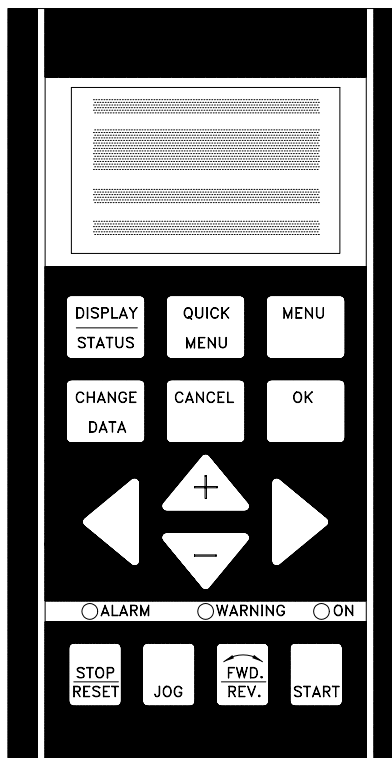 DISPLAY
STATUS
QUICK
MENU
MENU
CHANGE
DATA
CANCEL
OK
+
−
ALARM
WARNING
ON
STOP
RESET
JOG
FWD.
REV.
START